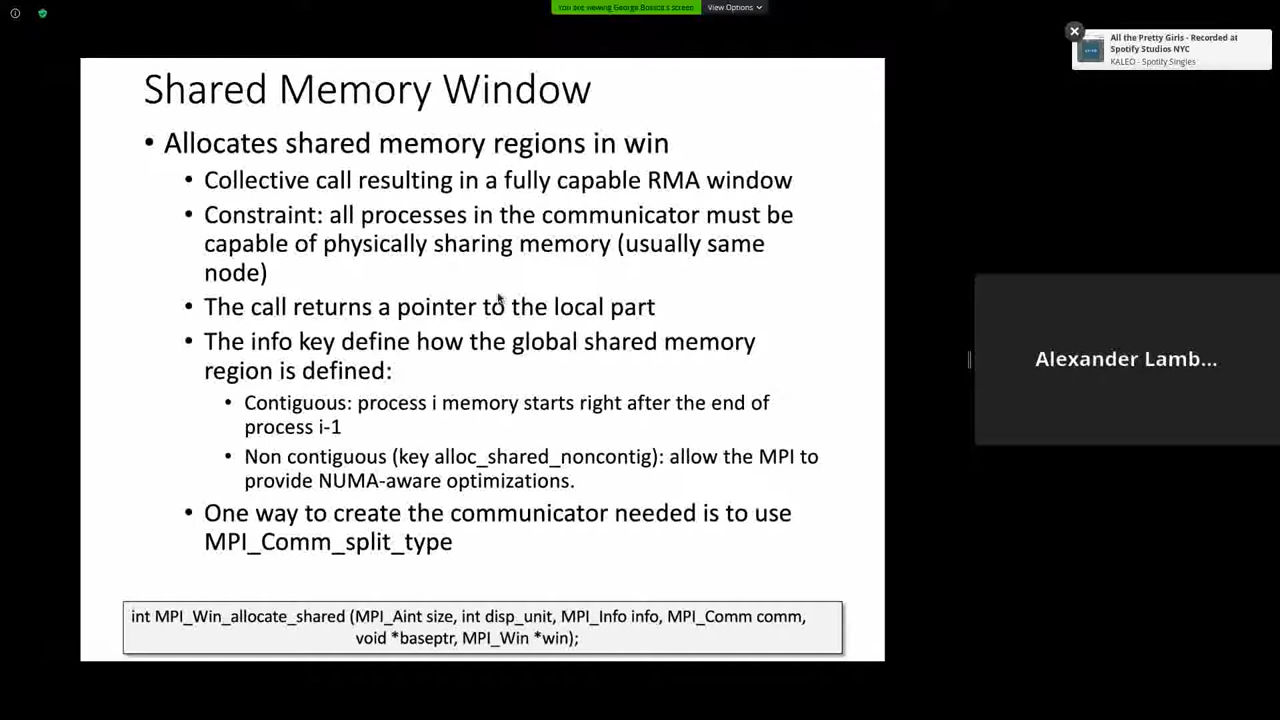 You are viewing George Bosilca's screen
View Options
All the Pretty Girls - Recorded at
Spotify Studios NYC
KALEO - Spotify Singles
Shared Memory Window
• Allocates shared memory regions in win
• Collective call resulting in a fully capable RMA window
• Constraint: all processes in the communicator must be
capable of physically sharing memory (usually same
node)
• The call returns a pointer to the local part
• The info key define how the global shared memory
region is defined:
• Contiguous: process i memory starts right after the end of
process i-1
• Non contiguous (key alloc_shared_noncontig): allow the MPI to
provide NUMA-aware optimizations.
• One way to create the communicator needed is to use
MPI_Comm_split_type
int MPI_Win_allocate_shared (MPI_Aint size, int disp_unit, MPI_Info info, MPI_Comm comm,
void *baseptr, MPI_Win *win);
Alexander Lamb...